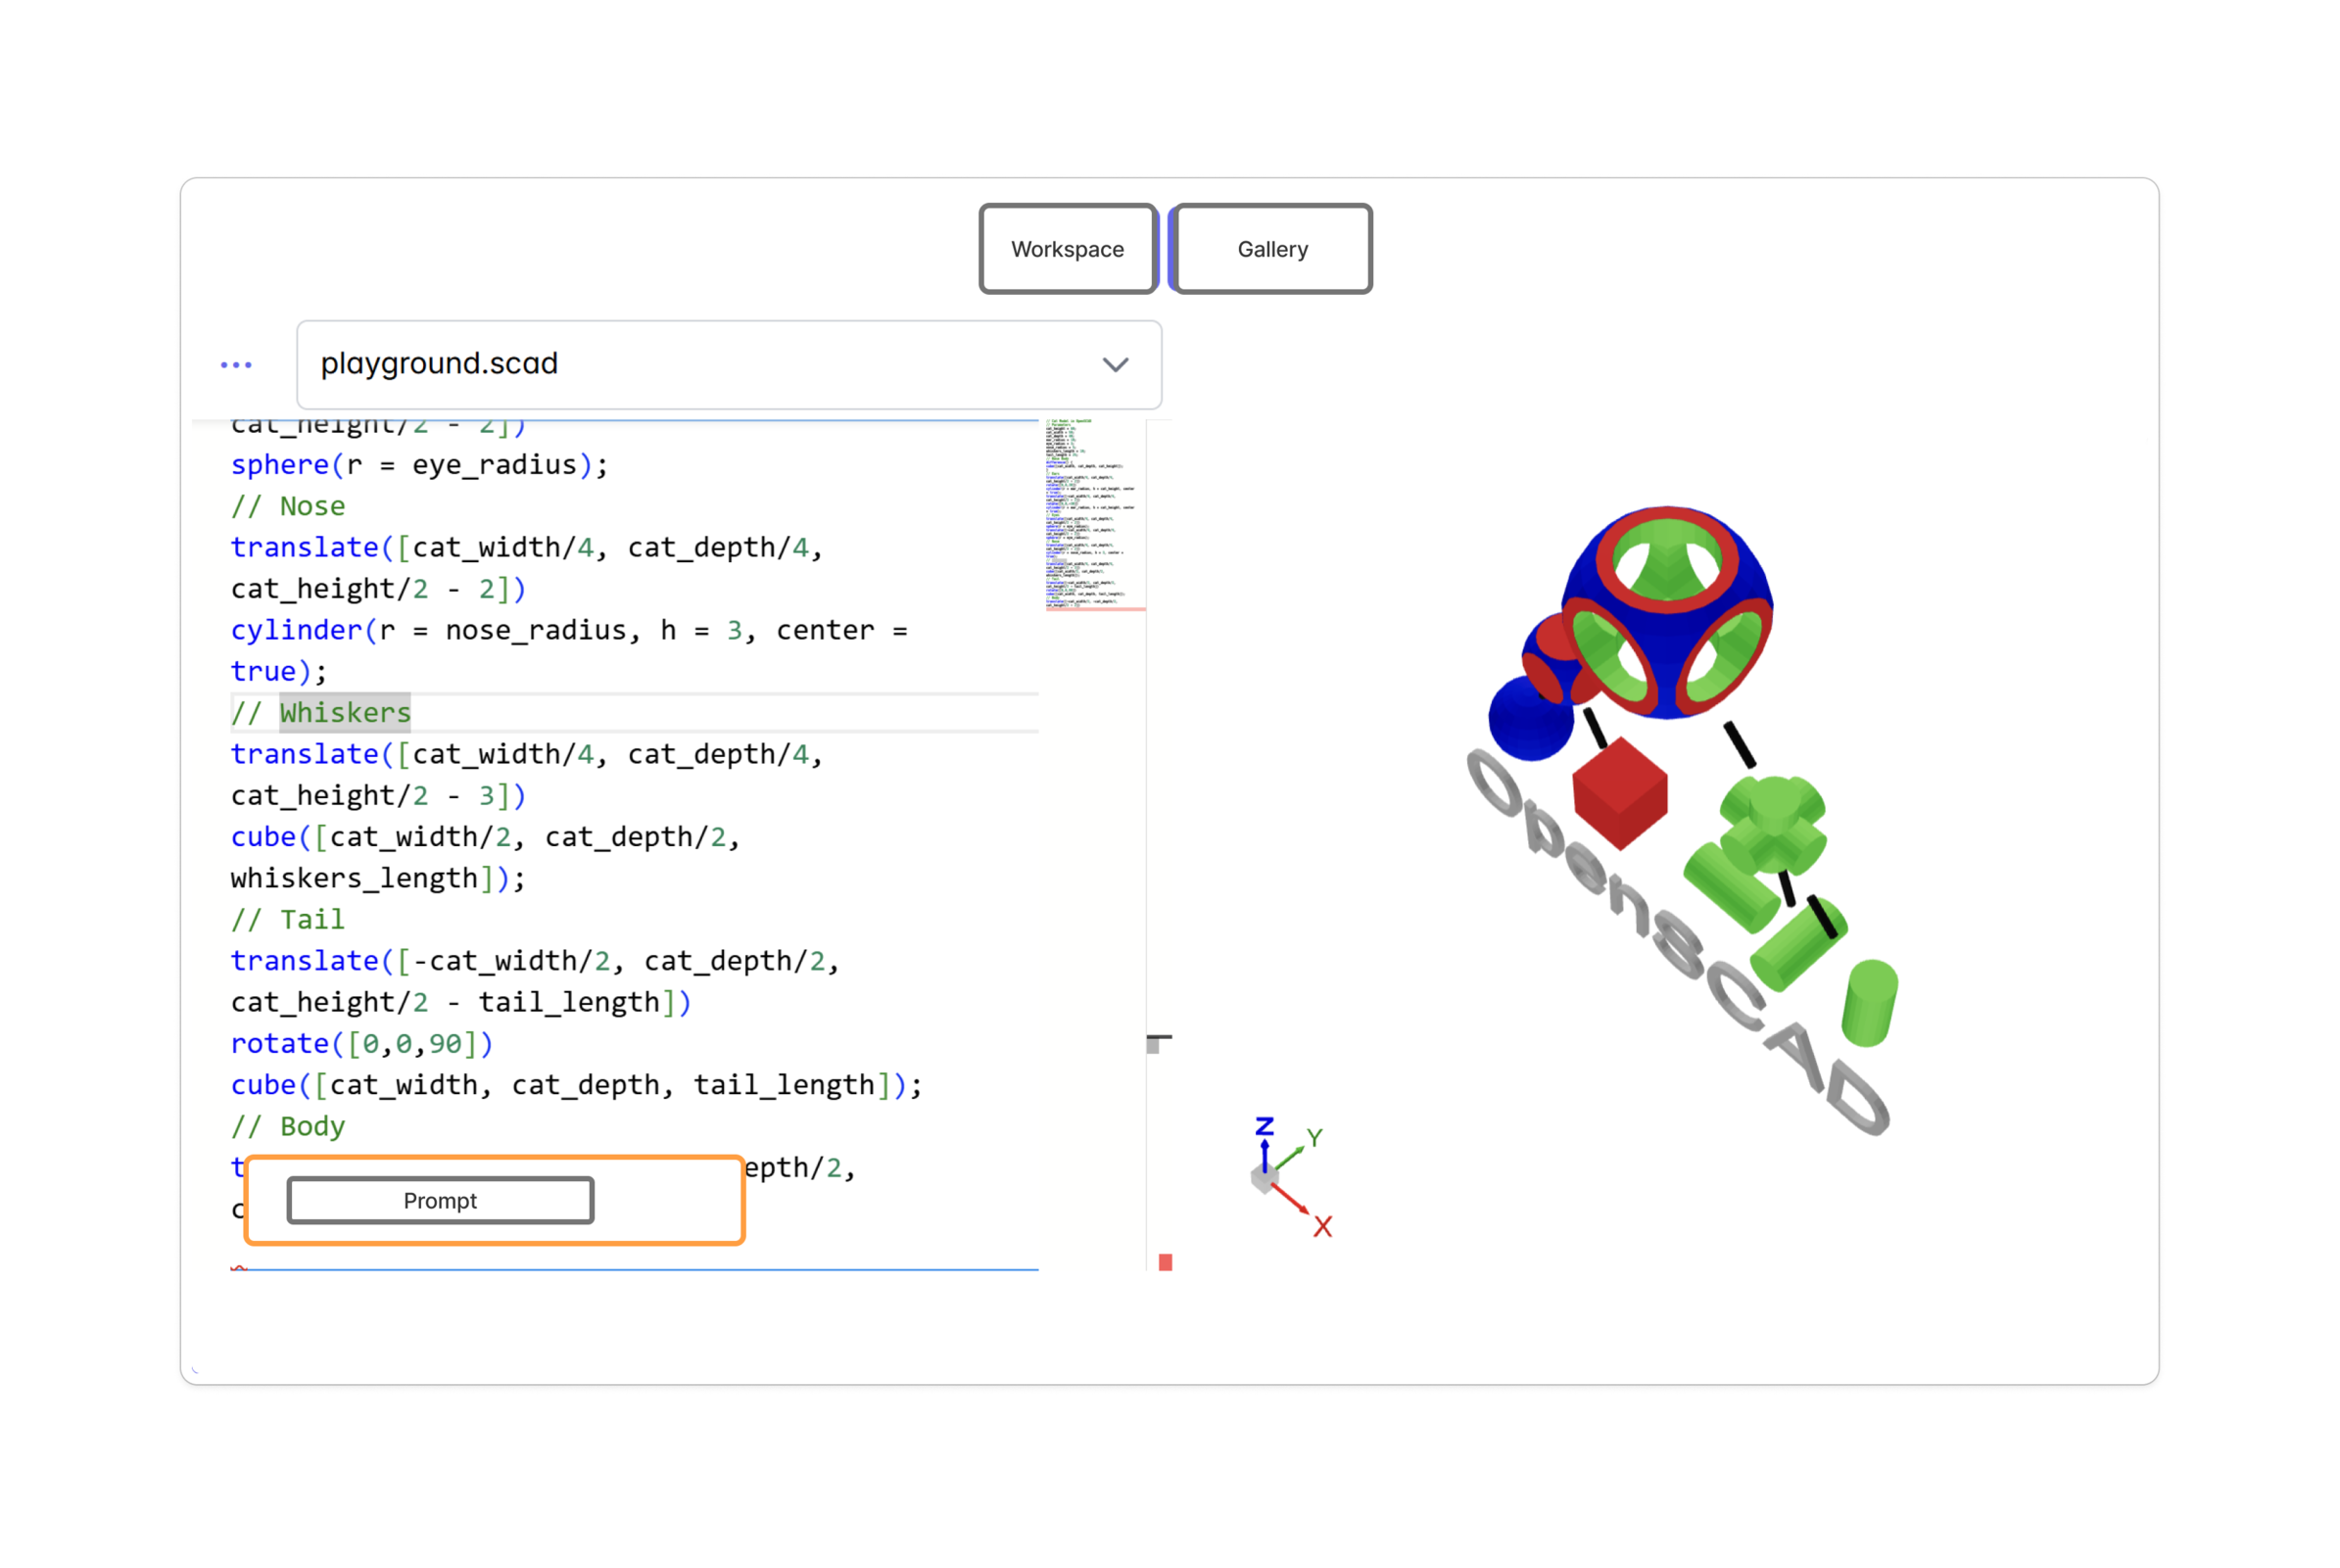 Workspace
Gallery
playground.scad
cat_height/2 - 2])
sphere(r = eye_radius);
// Nose
translate([cat_width/4, cat_depth/4,
cat_height/2 - 2])
cylinder(r = nose_radius, h = 3, center =
true);
// Whiskers
translate([cat_width/4, cat_depth/4,
cat_height/2 - 3])
cube([cat_width/2, cat_depth/2,
whiskers_length]);
// Tail
translate([-cat_width/2, cat_depth/2,
cat_height/2 - tail_length])
rotate([0,0,90])
cube([cat_width, cat_depth, tail_length]);
// Body
t epth/2,
c
Prompt
OpenSCAD
Z
Y
X